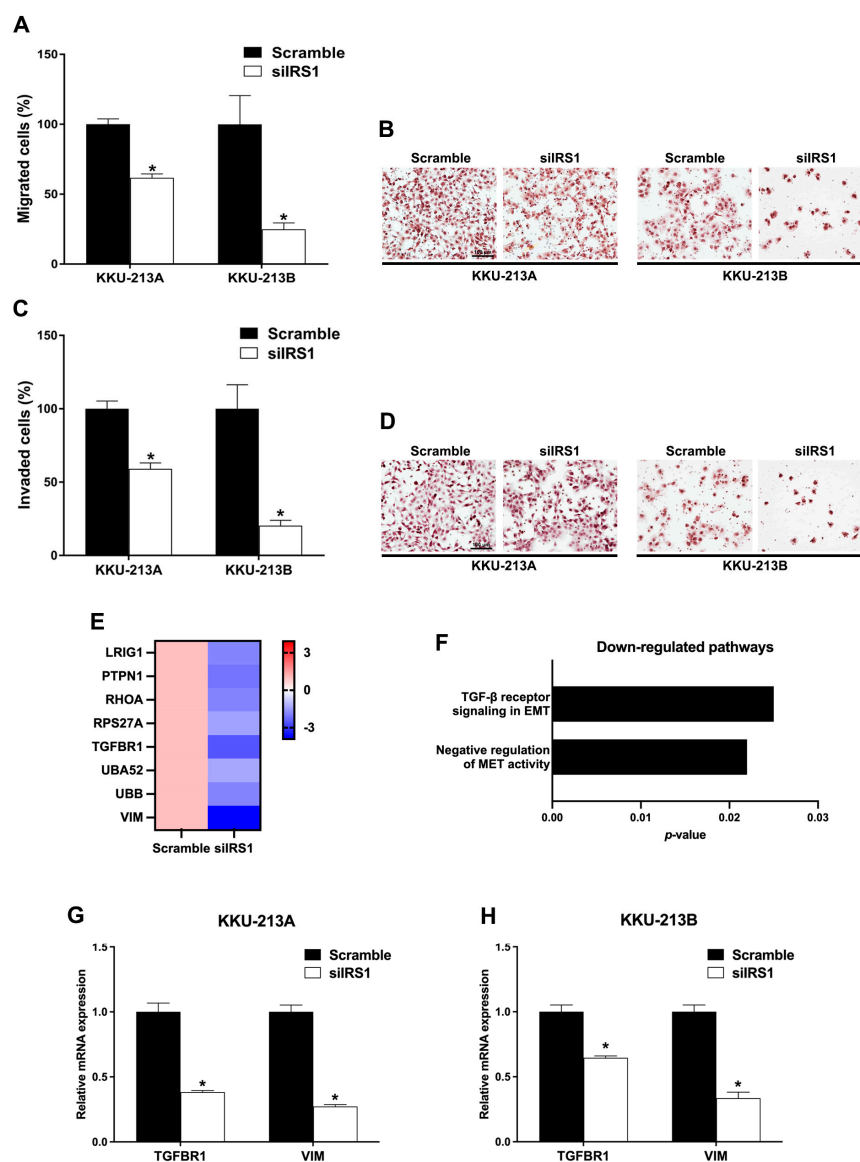 A
150
100
50
0
Migrated cells (%)
Scramble
siIRS1
*
*
KKU-213A
KKU-213B
B
Scramble
siIRS1
Scramble
siIRS1
100 µm
KKU-213A
KKU-213B
C
150
100
50
0
Invaded cells (%)
Scramble
siIRS1
*
*
KKU-213A
KKU-213B
D
Scramble
siIRS1
Scramble
siIRS1
100 µm
KKU-213A
KKU-213B
E
LRIG1
PTPN1
RHOA
RPS27A
TGFBR1
UBA52
UBB
VIM
Scramble siIRS1
3
0
-3
F
Down-regulated pathways
TGF-β receptor
signaling in EMT
Negative regulation
of MET activity
0.00
0.01
0.02
0.03
p-value
G
KKU-213A
1.5
1.0
0.5
0.0
Relative mRNA expression
Scramble
siIRS1
*
*
TGFBR1
VIM
H
KKU-213B
1.5
1.0
0.5
0.0
Relative mRNA expression
Scramble
siIRS1
*
*
TGFBR1
VIM